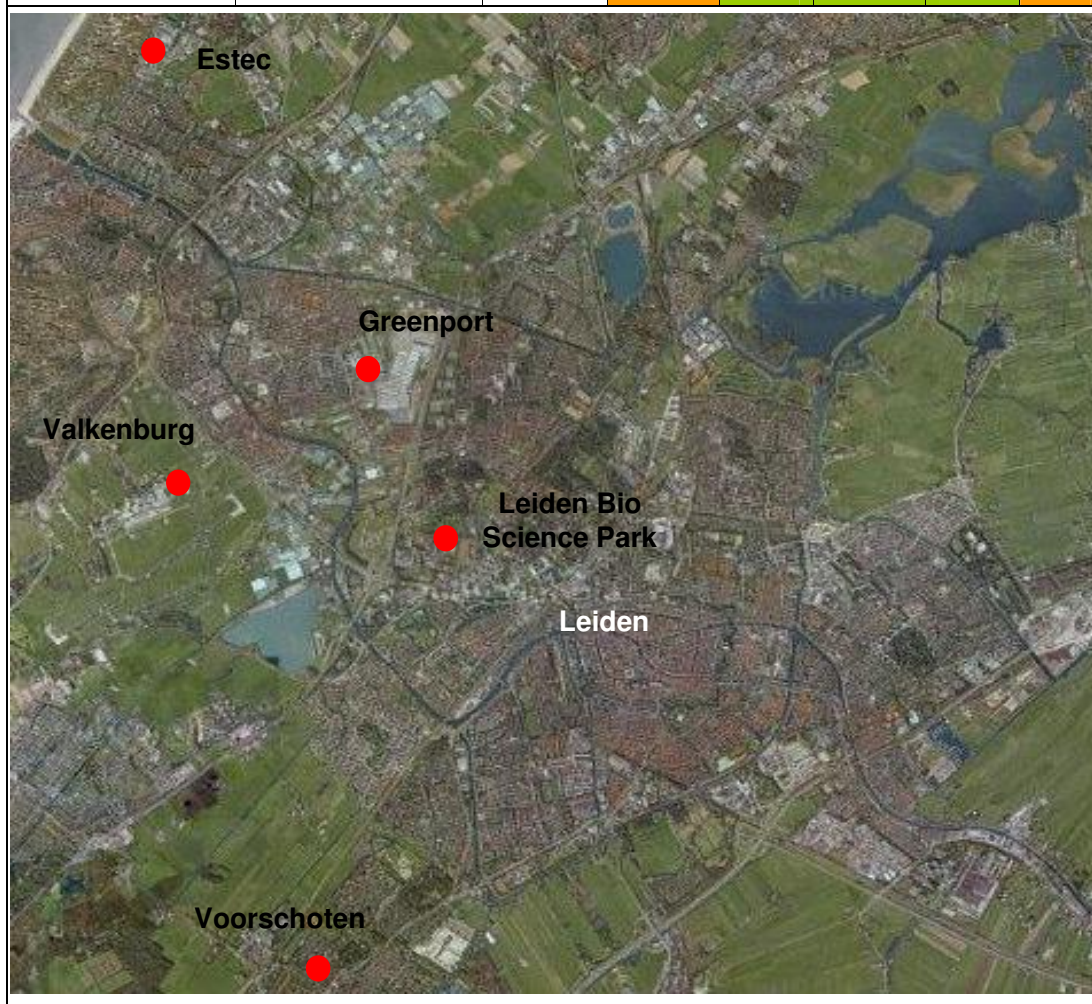 Estec
Greenport
Valkenburg
Leiden Bio
Science Park
Leiden
Voorschoten